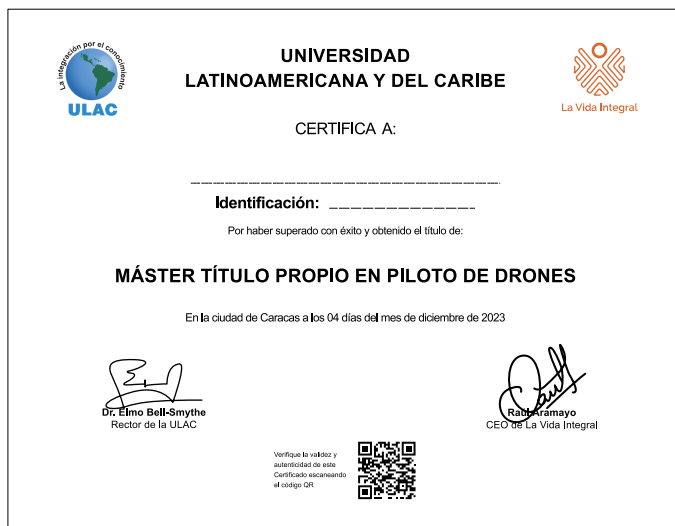 La integración por el conocimiento
ULAC
UNIVERSIDAD
LATINOAMERICANA Y DEL CARIBE
La Vida Integral
CERTIFICA A:
Identificación:
Por haber superado con éxito y obtenido el título de:
MÁSTER TÍTULO PROPIO EN PILOTO DE DRONES
En la ciudad de Caracas a los 04 días del mes de diciembre de 2023
Dr. Elmo Bell-Smythe
Rector de la ULAC
Raúl Aramayo
CEO de La Vida Integral
Verifique la validez y
autenticidad de este
Certificado escaneando
el código QR